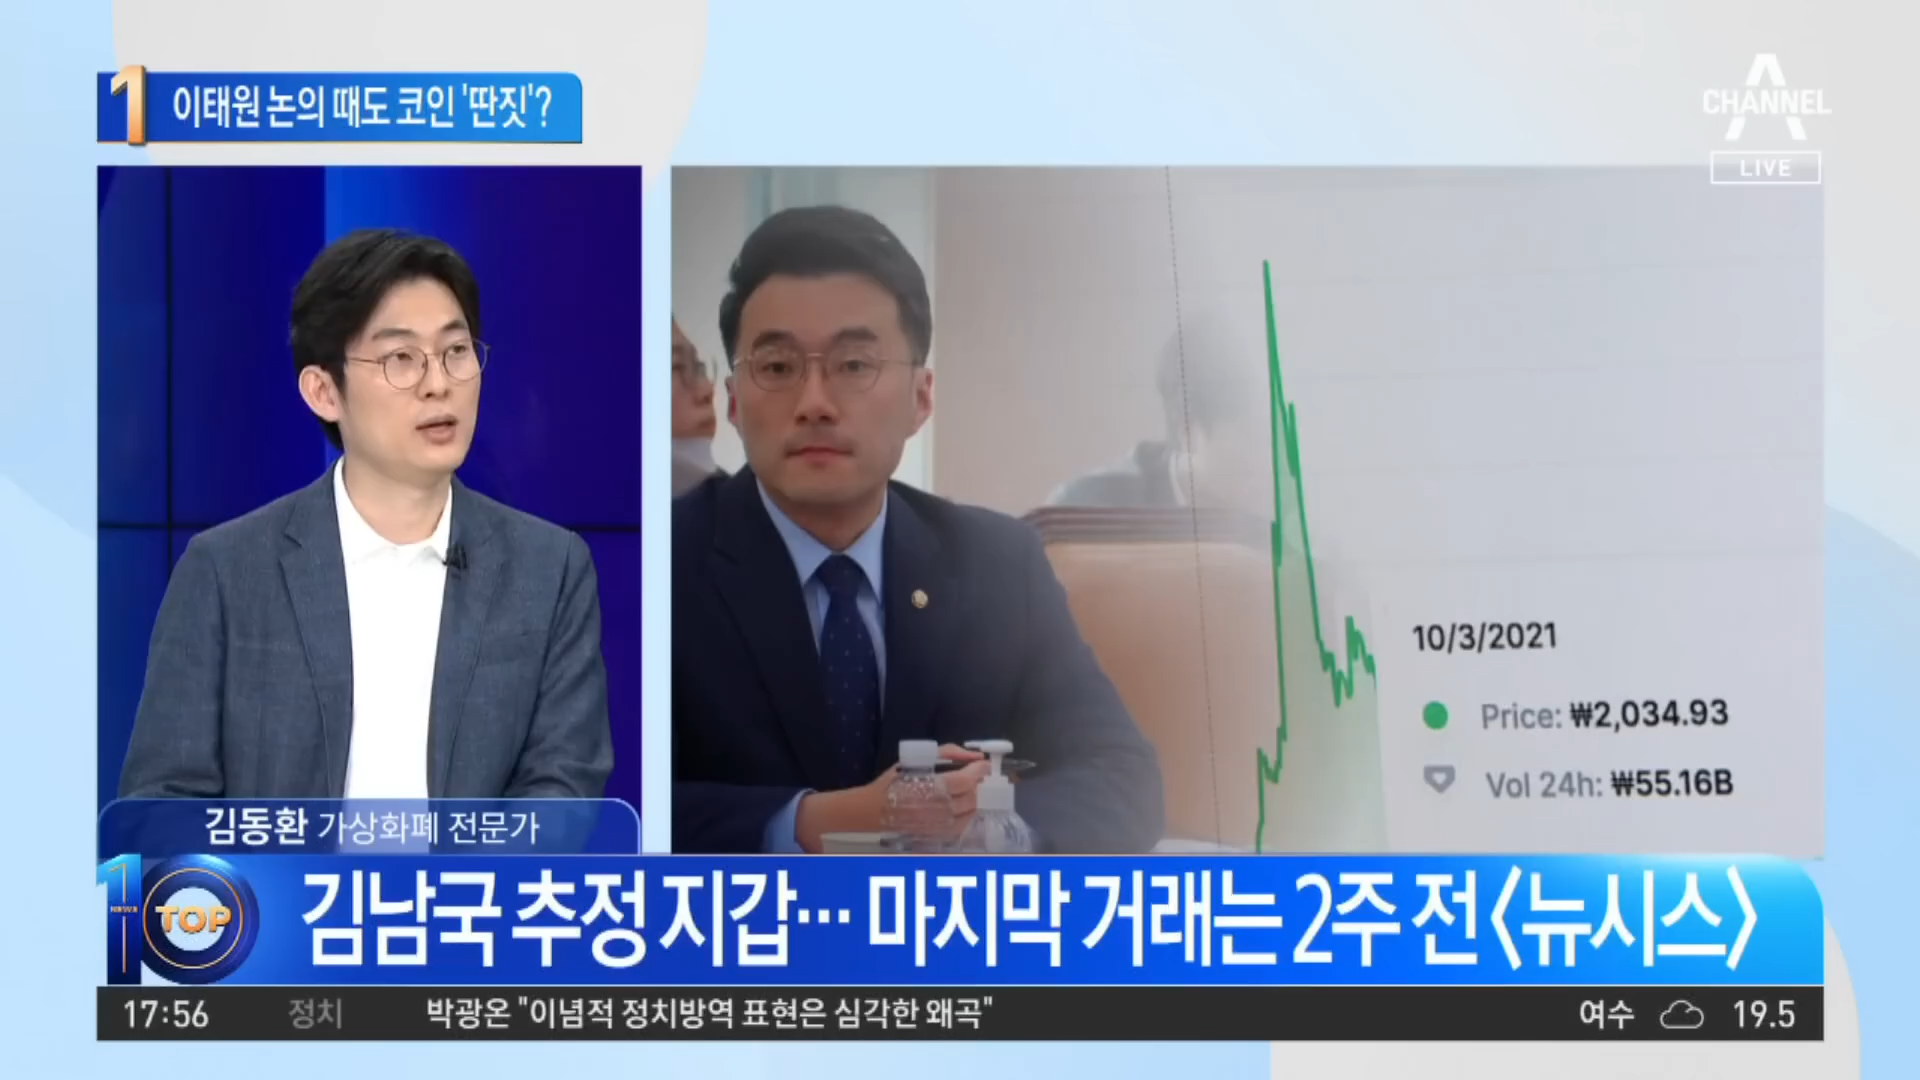 1 이태원 논의 때도 코인 '딴짓'?
CHANNEL A
LIVE
10/3/2021
Price: ₩2,034.93
Vol 24h: ₩55.16B
김동환 가상화폐 전문가
NEWS TOP 10
김남국 추정 지갑… 마지막 거래는 2주 전 〈뉴시스〉
17:56 정치 박광온 "이념적 정치방역 표현은 심각한 왜곡" 여수 19.5